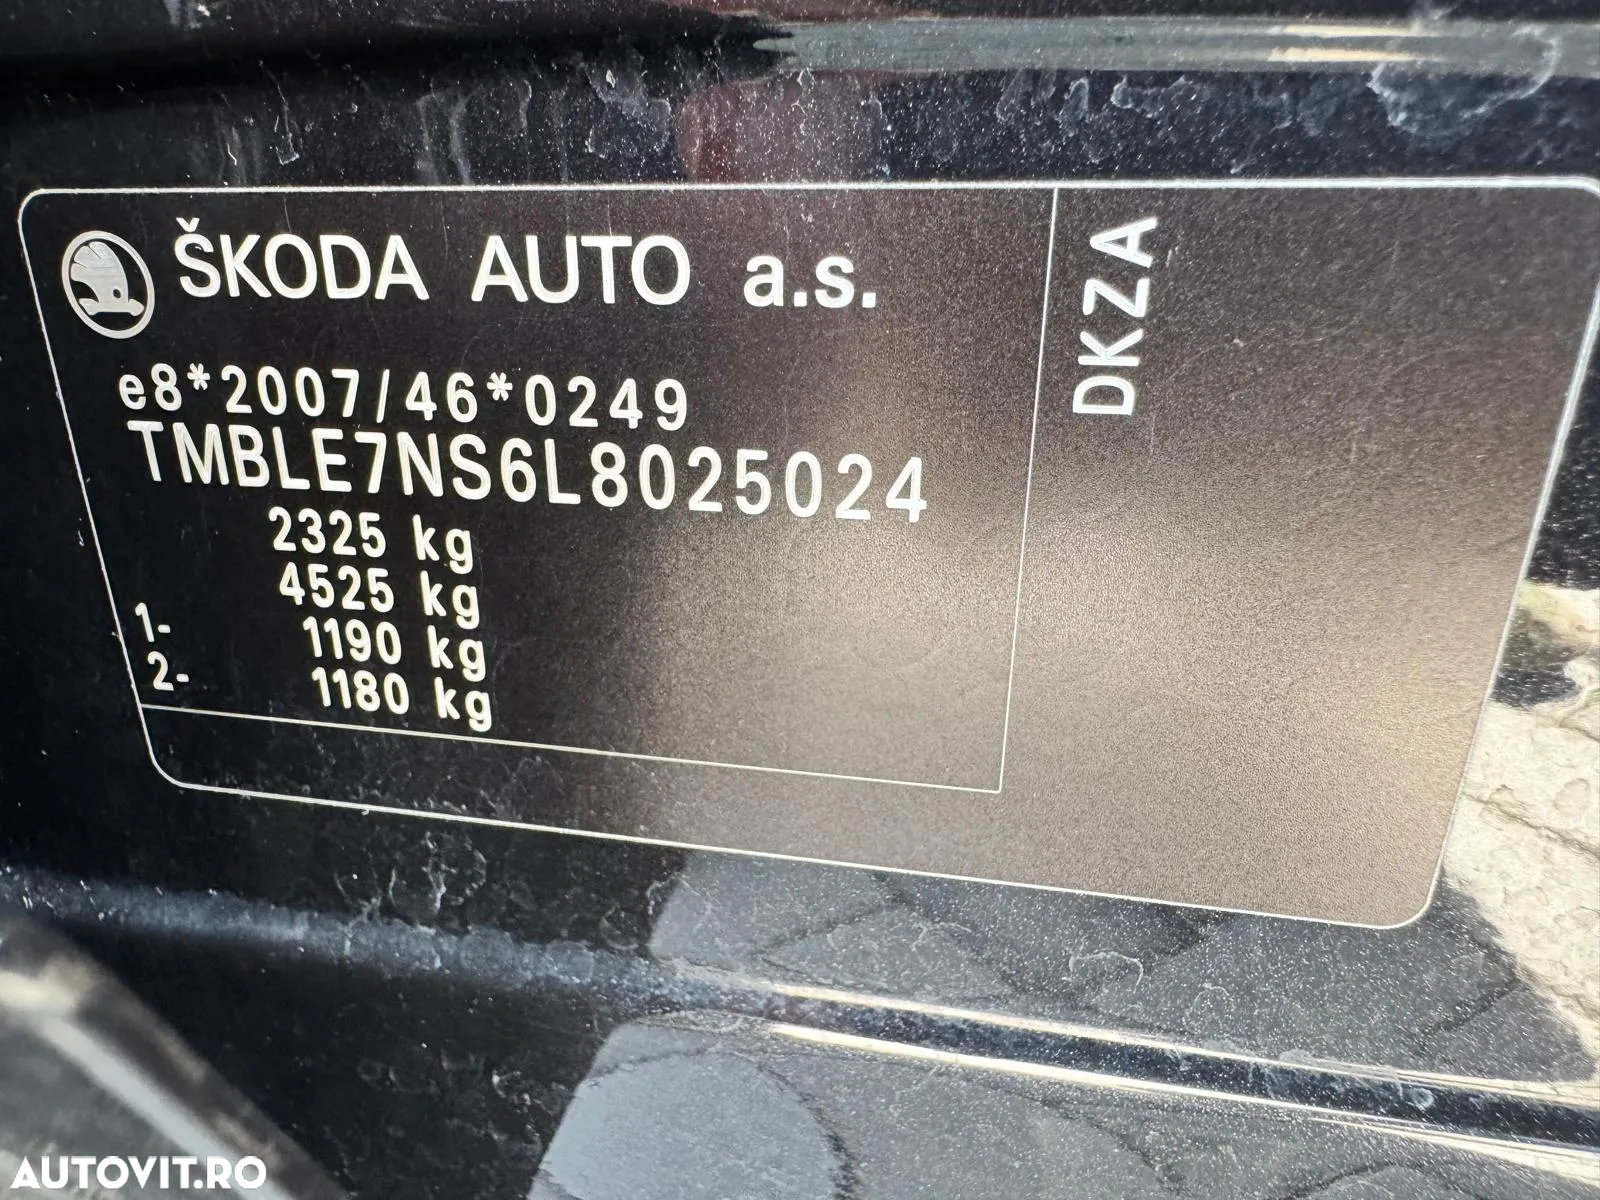 ŠKODA AUTO a.s.
e8*2007/46*0249
TMBLE7NS6L8025024
2325 kg
4525 kg
1- 1190 kg
2- 1180 kg
DKZA
AUTOVIT.RO